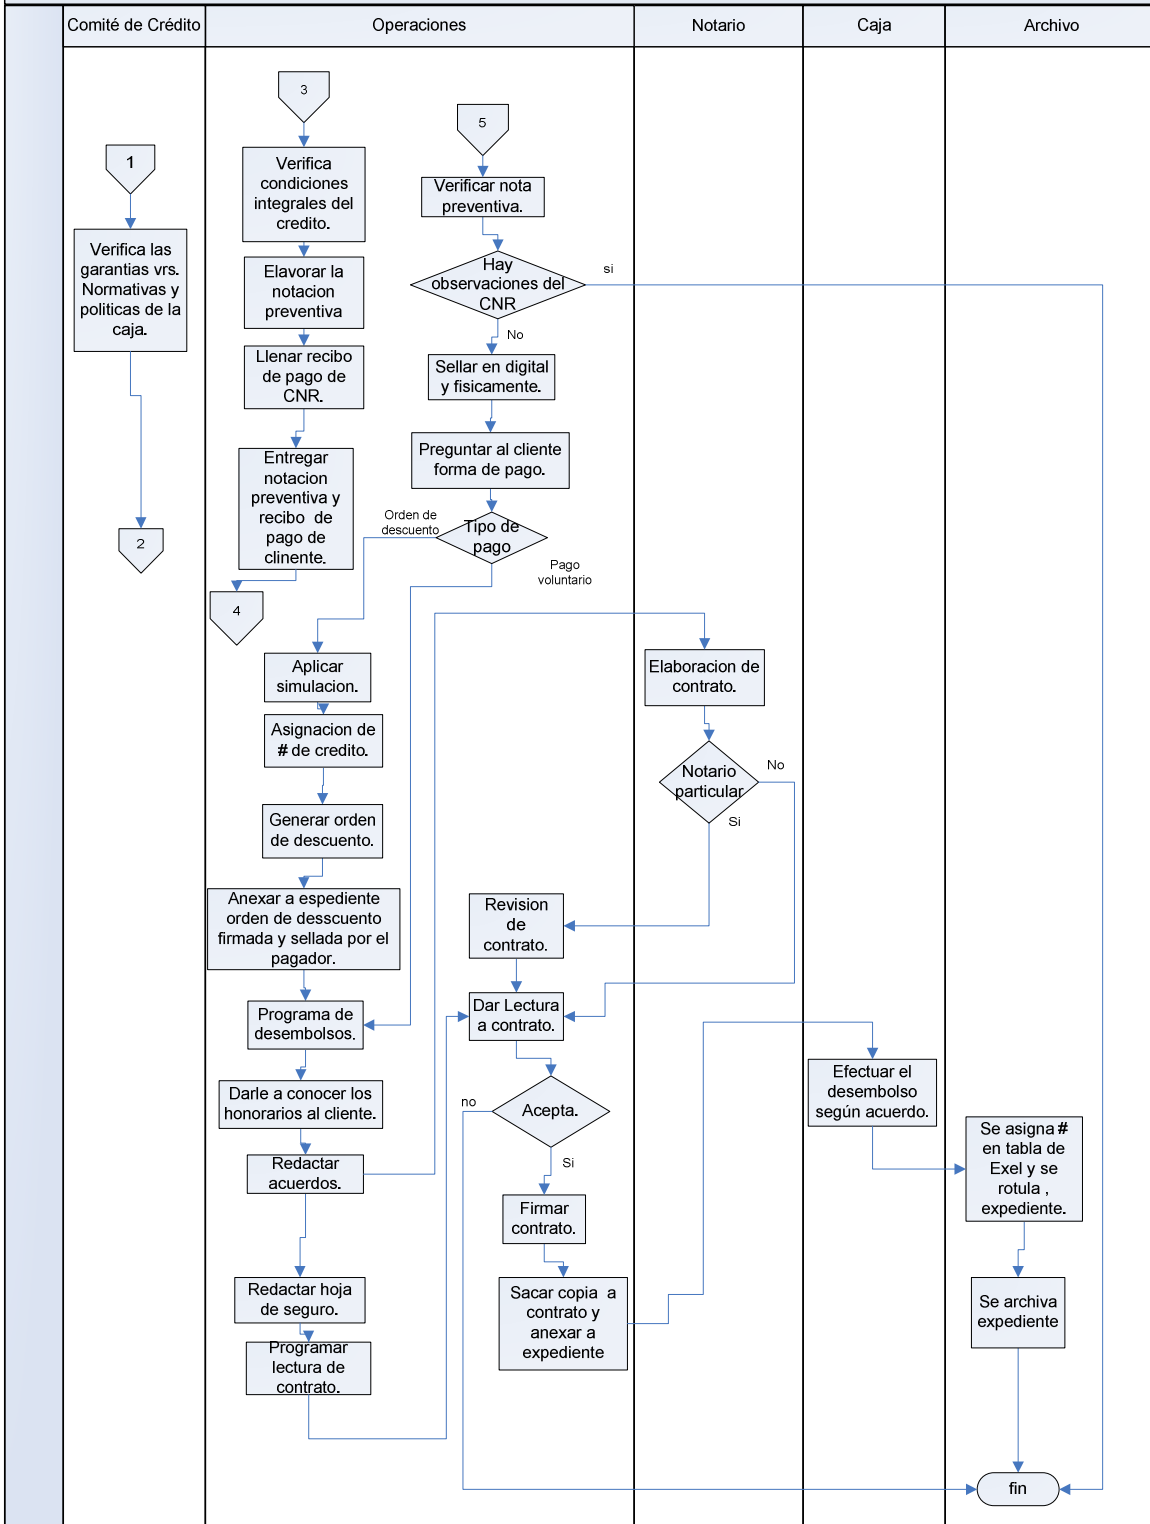 Comité de Crédito
Operaciones
Notario
Caja
Archivo
1
Verifica las
garantias vrs.
Normativas y
politicas de la
caja.
2
3
Verifica
condiciones
integrales del
credito.
Elavorar la
notacion
preventiva
Llenar recibo
de pago de
CNR.
Entregar
notacion
preventiva y
recibo de
pago de
clinente.
4
5
Verificar nota
preventiva.
Hay
observaciones del
CNR
si
No
Sellar en digital
y fisicamente.
Preguntar al cliente
forma de pago.
Tipo de
pago
Orden de
descuento
Pago
voluntario
Aplicar
simulacion.
Asignacion de
# de credito.
Generar orden
de descuento.
Anexar a espediente
orden de desscuento
firmada y sellada por el
pagador.
Programa de
desembolsos.
Darle a conocer los
honorarios al cliente.
Redactar
acuerdos.
Redactar hoja
de seguro.
Programar
lectura de
contrato.
Elaboracion de
contrato.
Notario
particular
No
Si
Revision
de
contrato.
Dar Lectura
a contrato.
Acepta.
no
Si
Firmar
contrato.
Sacar copia a
contrato y
anexar a
expediente
Efectuar el
desembolso
según acuerdo.
Se asigna #
en tabla de
Exel y se
rotula ,
expediente.
Se archiva
expediente
fin